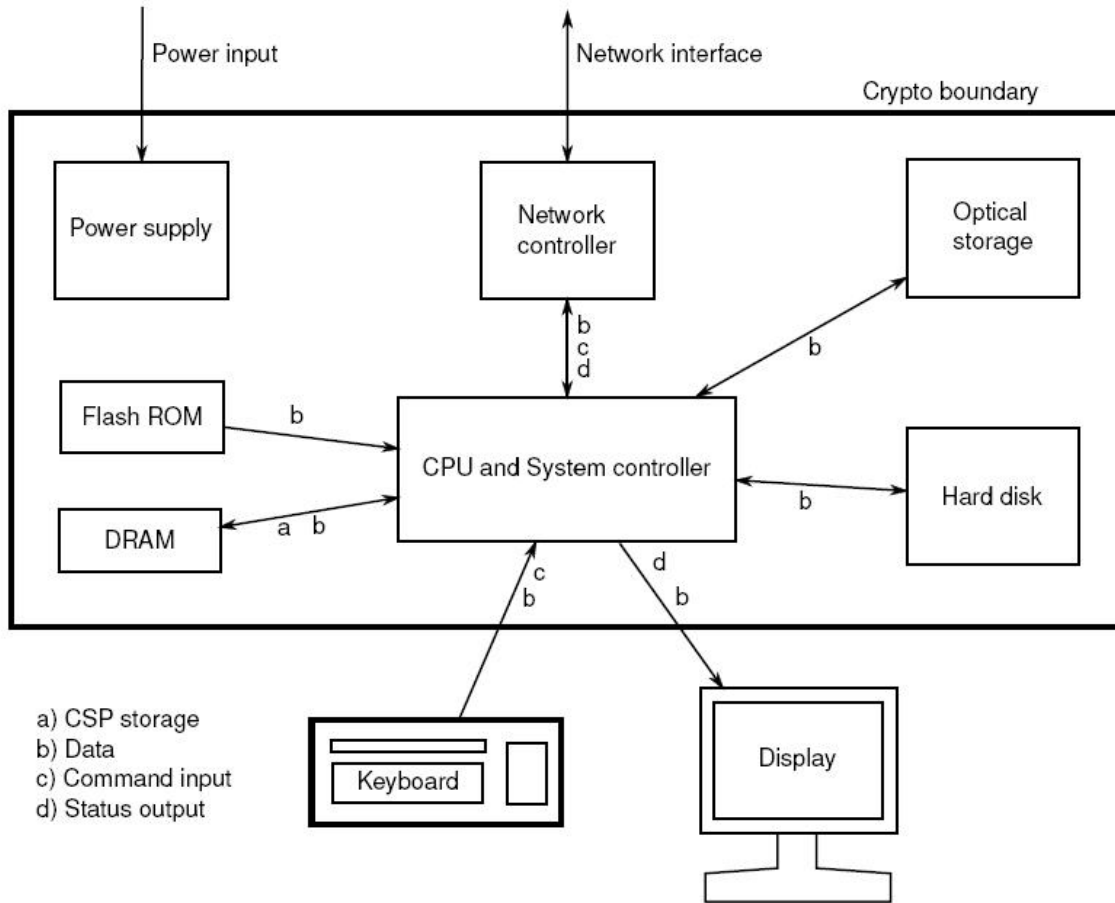 Power input
Network interface
Crypto boundary
Power supply
Network
controller
Optical
storage
b
c
d
b
Flash ROM
b
CPU and System controller
b
Hard disk
DRAM
a b
c
b
d
b
a) CSP storage
b) Data
c) Command input
d) Status output
Keyboard
Display